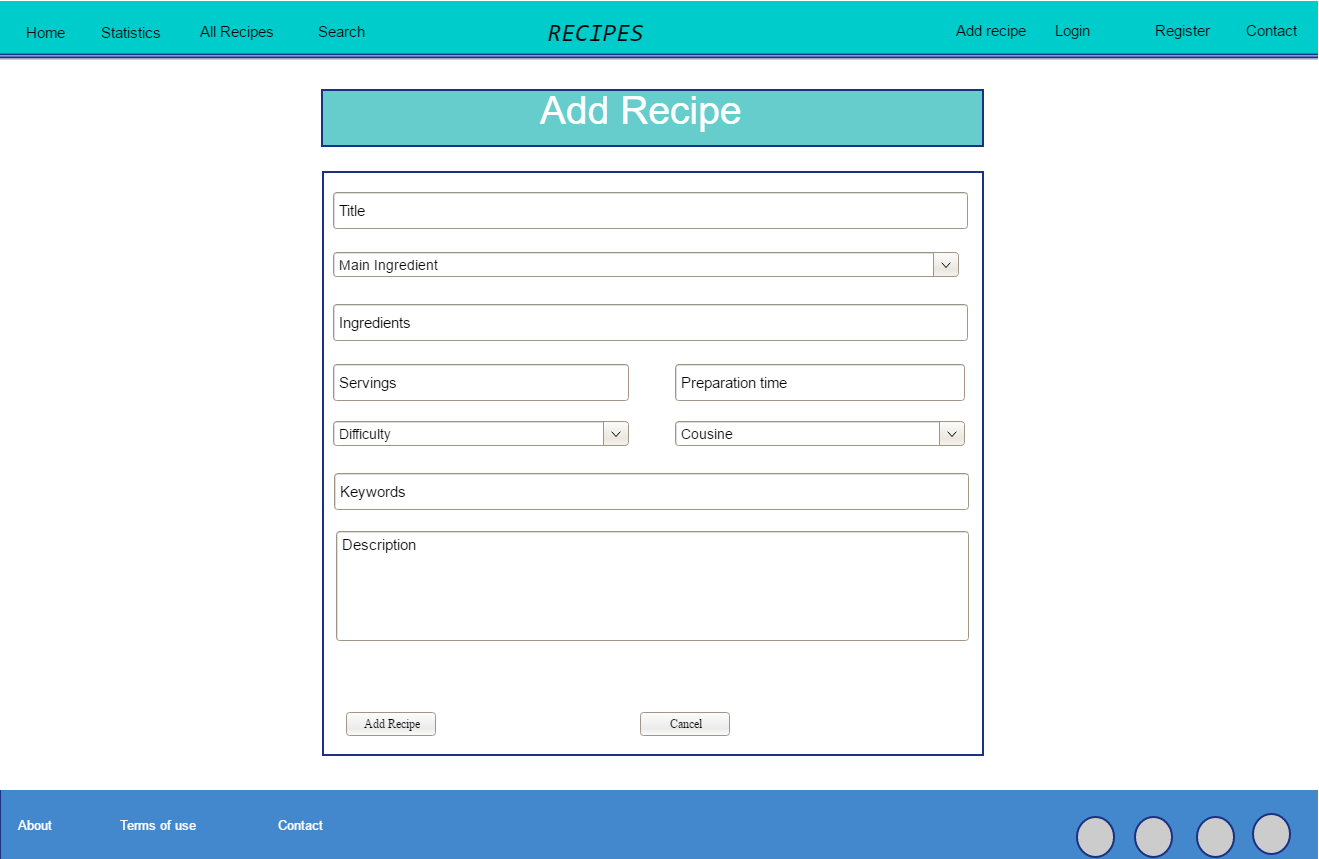 Home Statistics All Recipes Search RECIPES Add recipe Login Register Contact
Add Recipe
Title
Main Ingredient
Ingredients
Servings Preparation time
Difficulty Cousine
Keywords
Description
Add Recipe Cancel
About Terms of use Contact